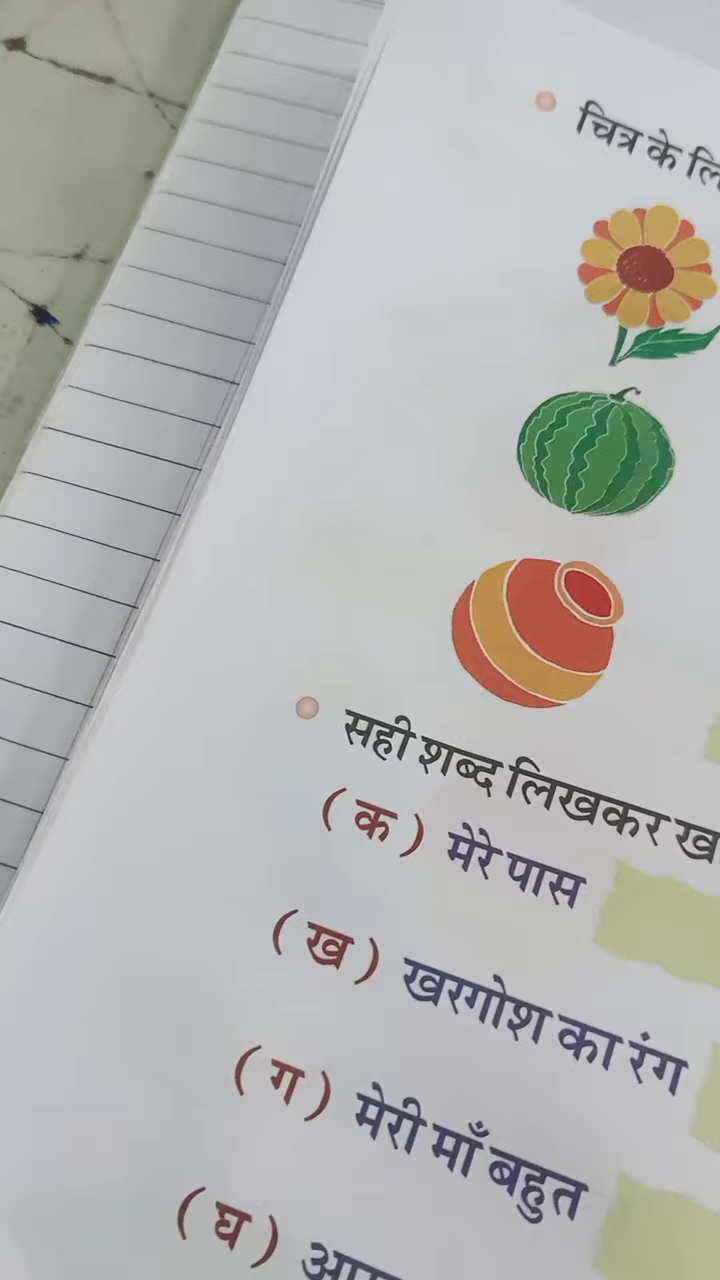 चित्र के
सही शब्द लिखकर
( क ) मेरे पास
( ख ) खरगोश का रंग
( ग ) मेरी माँ बहुत
( घ )